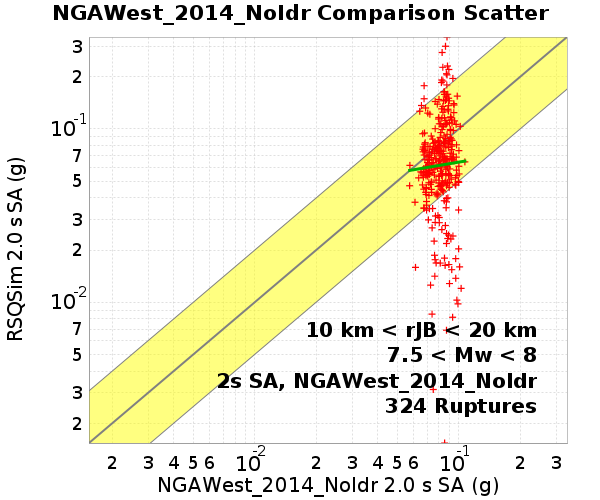 NGAWest_2014_NoIdr Comparison Scatter
3
2
10-1
7
5
3
2
10-2
7
5
3
2
RSQSim 2.0 s SA (g)
10 km < rJB < 20 km
7.5 < Mw < 8
2s SA, NGAWest_2014_NoIdr
324 Ruptures
2 3 4 5 6 10-2 2 3 4 5 6 10-1 2 3
NGAWest_2014_NoIdr 2.0 s SA (g)